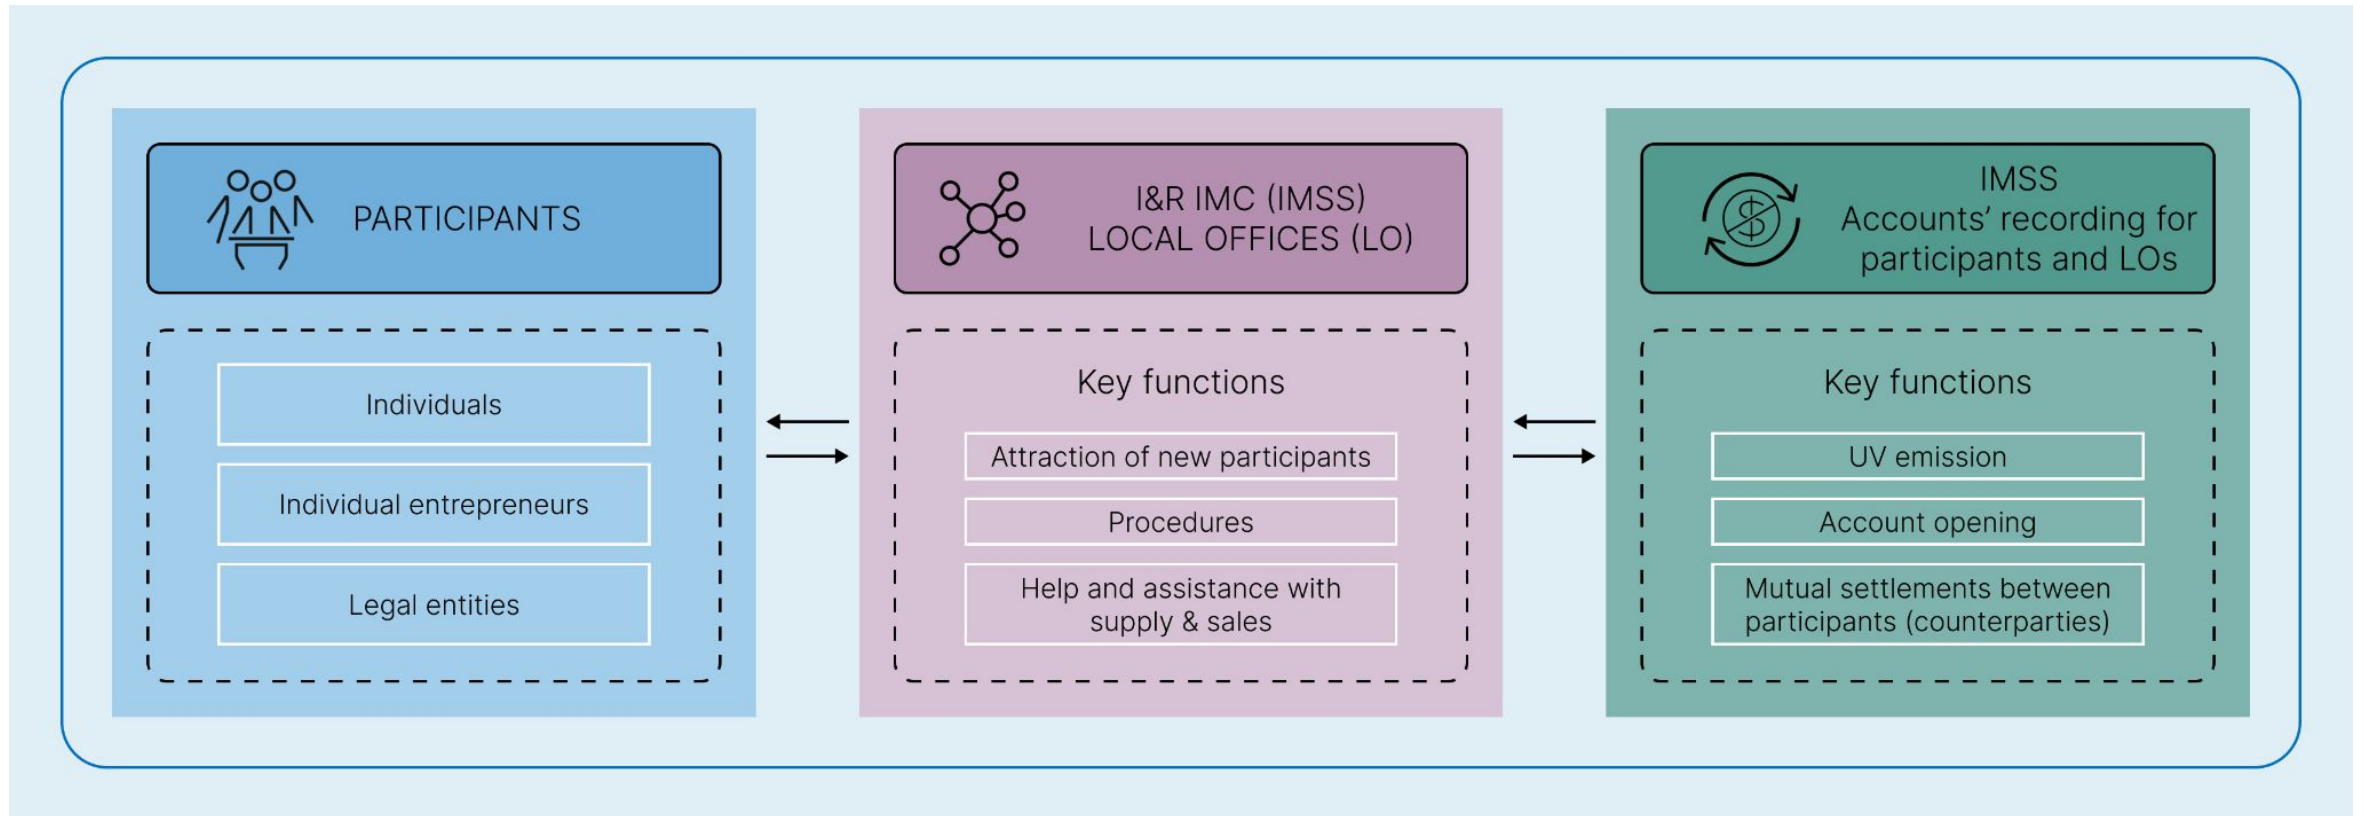 PARTICIPANTS
Individuals
Individual entrepreneurs
Legal entities
I&R IMC (IMSS)
LOCAL OFFICES (LO)
Key functions
Attraction of new participants
Procedures
Help and assistance with
supply & sales
IMSS
Accounts’ recording for
participants and LOs
Key functions
UV emission
Account opening
Mutual settlements between
participants (counterparties)